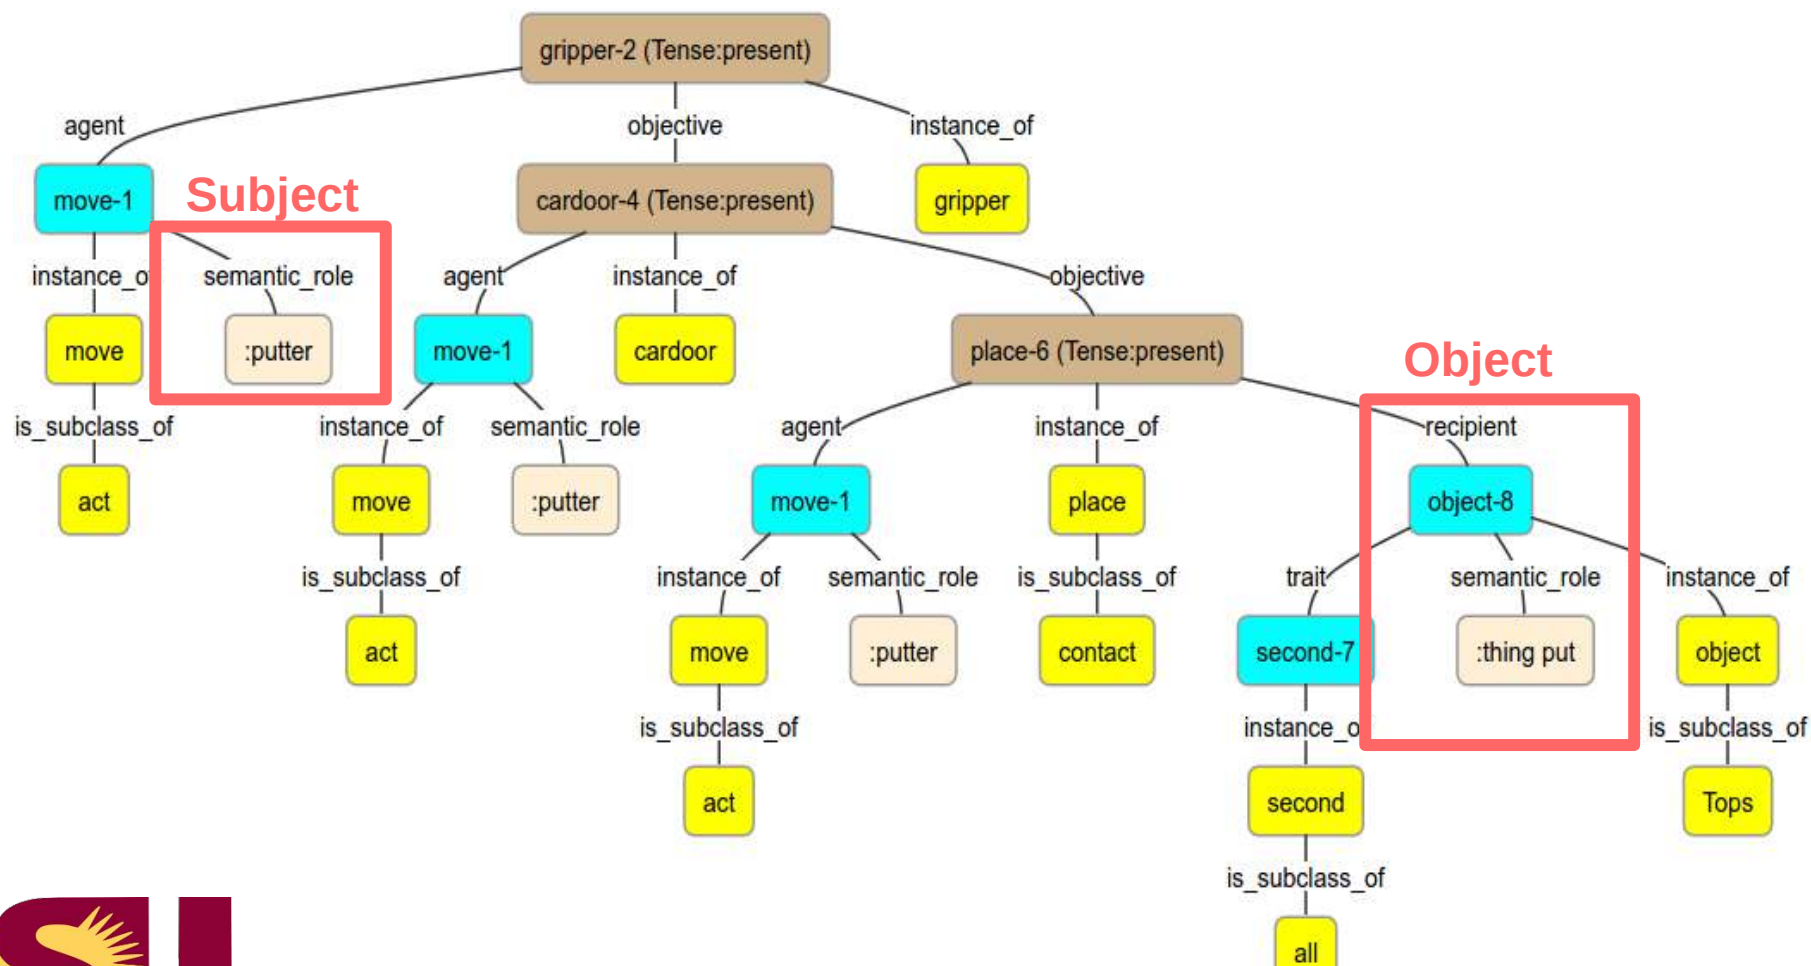 gripper-2 (Tense:present)
agent
objective
instance_of
move-1
Subject
cardoor-4 (Tense:present)
gripper
instance_of
semantic_role
agent
instance_of
objective
move
:putter
move-1
cardoor
place-6 (Tense:present)
Object
is_subclass_of
instance_of
semantic_role
agent
instance_of
recipient
act
move
:putter
move-1
place
object-8
is_subclass_of
instance_of
semantic_role
is_subclass_of
trait
semantic_role
instance_of
act
move
:putter
contact
second-7
:thing put
object
is_subclass_of
instance_o
is_subclass_of
act
second
Tops
is_subclass_of
all